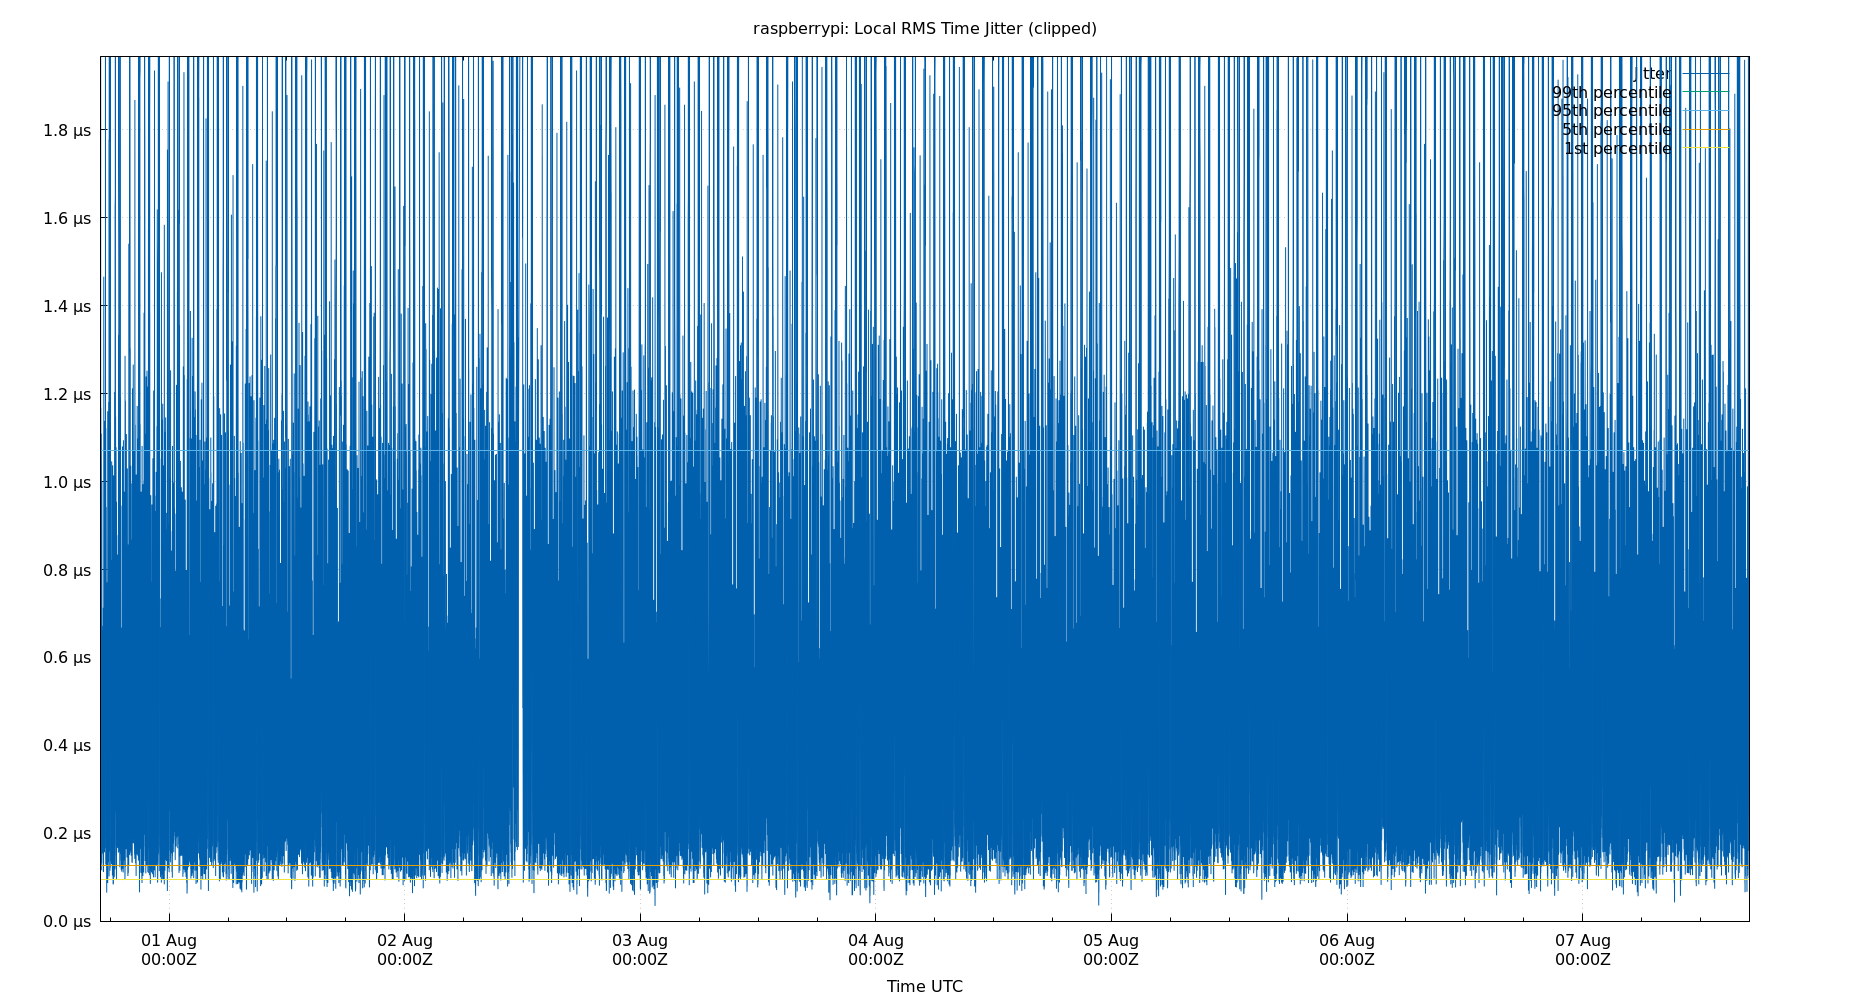 raspberrypi: Local RMS Time Jitter (clipped)
jitter
99th percentile
95th percentile
5th percentile
1st percentile
1.8 µs
1.6 µs
1.4 µs
1.2 µs
1.0 µs
0.8 µs
0.6 µs
0.4 µs
0.2 µs
0.0 µs
01 Aug 02 Aug 03 Aug 04 Aug 05 Aug 06 Aug 07 Aug
00:00Z 00:00Z 00:00Z 00:00Z 00:00Z 00:00Z 00:00Z
Time UTC